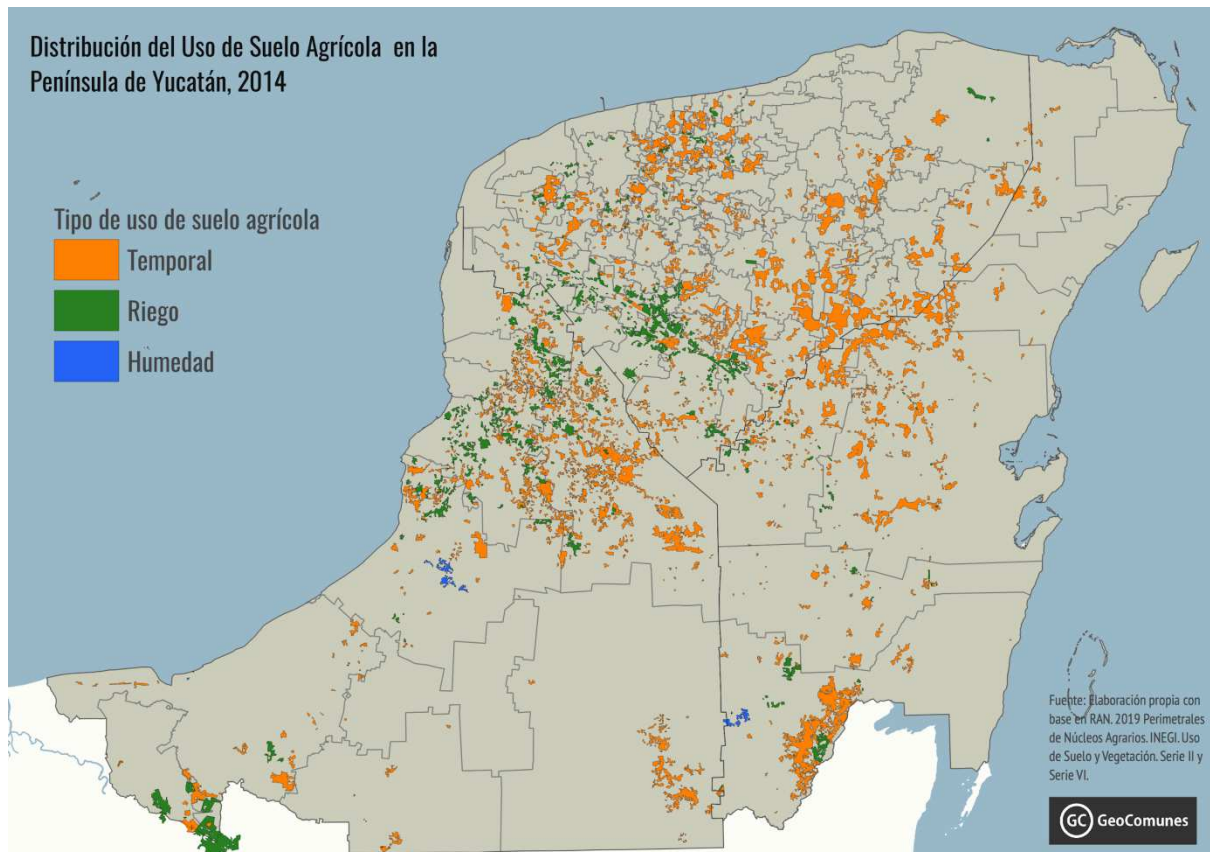 Distribución del Uso de Suelo Agrícola en la
Península de Yucatán, 2014
Tipo de uso de suelo agrícola
Temporal
Riego
Humedad
Fuente: Elaboración propia con
base en RAN. 2019 Perimetrales
de Núcleos Agrarios. INEGI. Uso
de Suelo y Vegetación. Serie II y
Serie VI.
GC GeoComunes